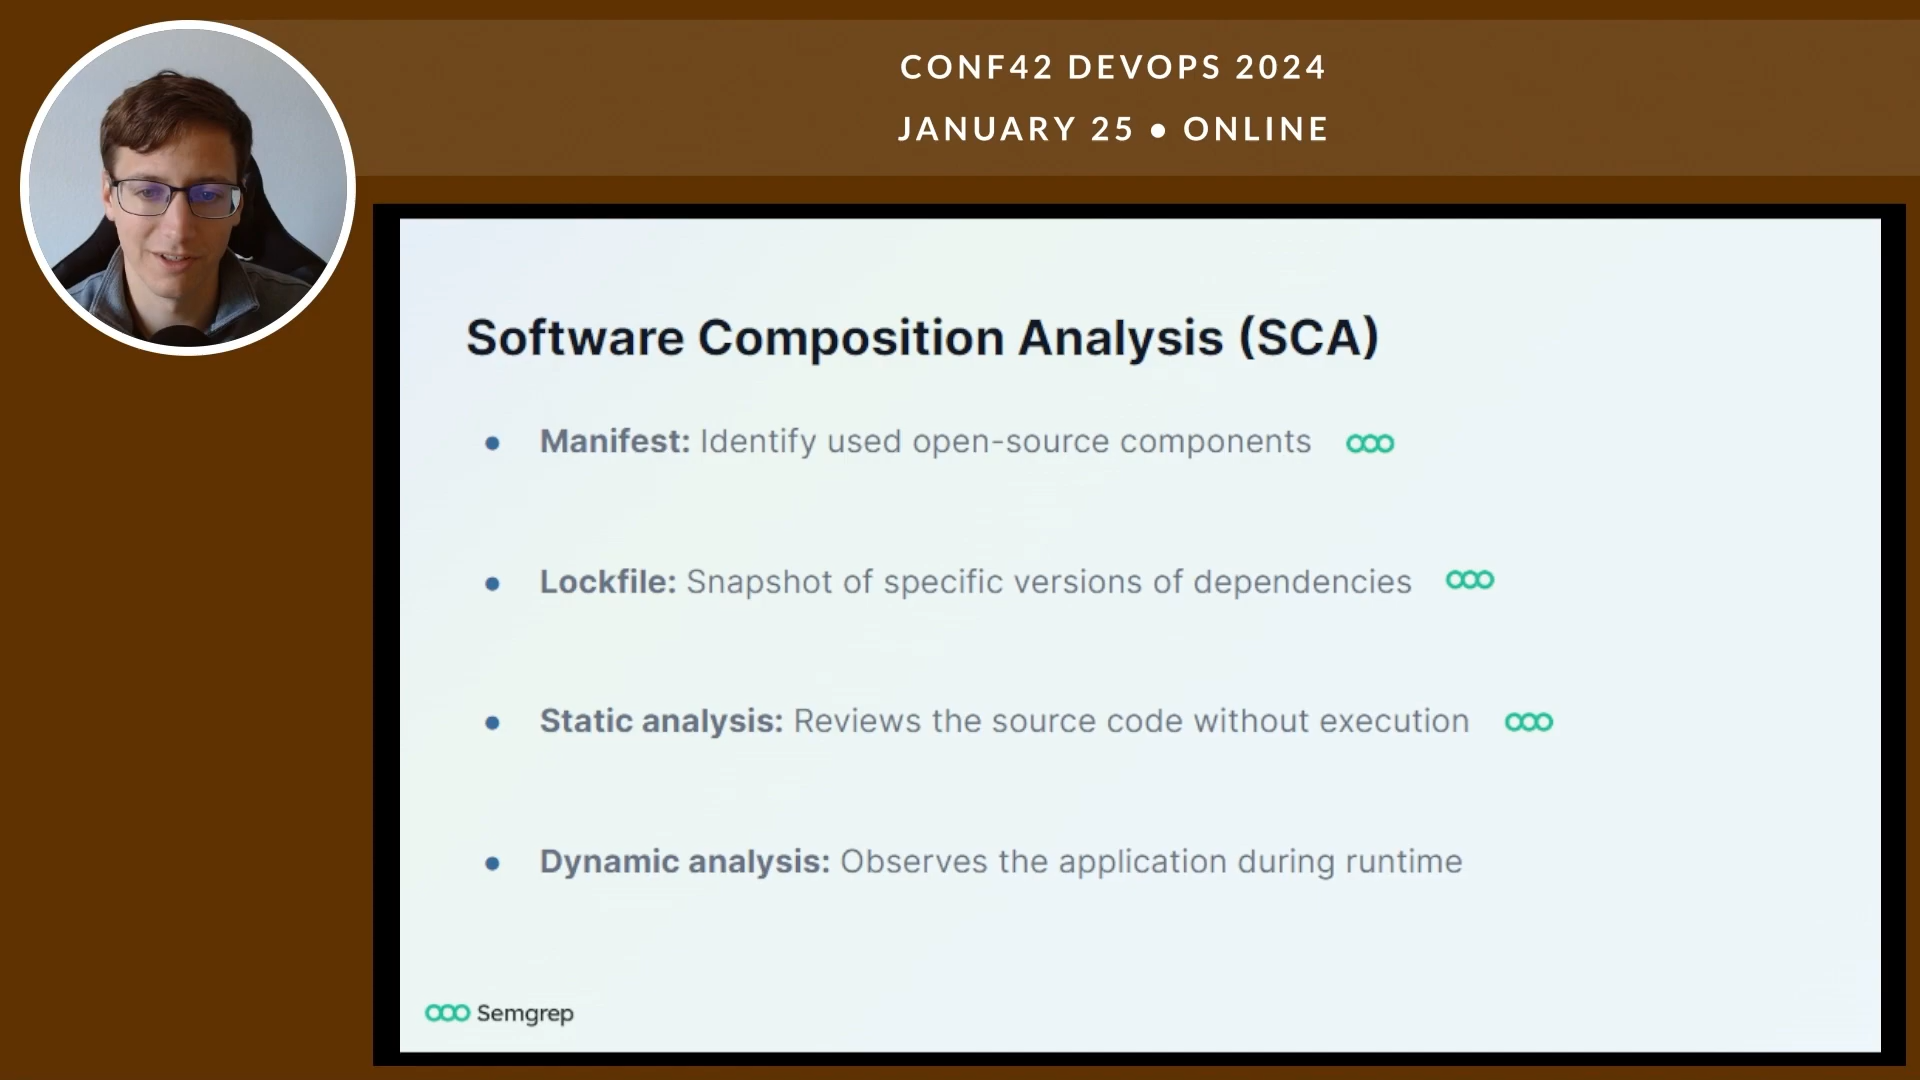 CONF42 DEVOPS 2024
JANUARY 25 • ONLINE
Software Composition Analysis (SCA)
• Manifest: Identify used open-source components
• Lockfile: Snapshot of specific versions of dependencies
• Static analysis: Reviews the source code without execution
• Dynamic analysis: Observes the application during runtime
Semgrep